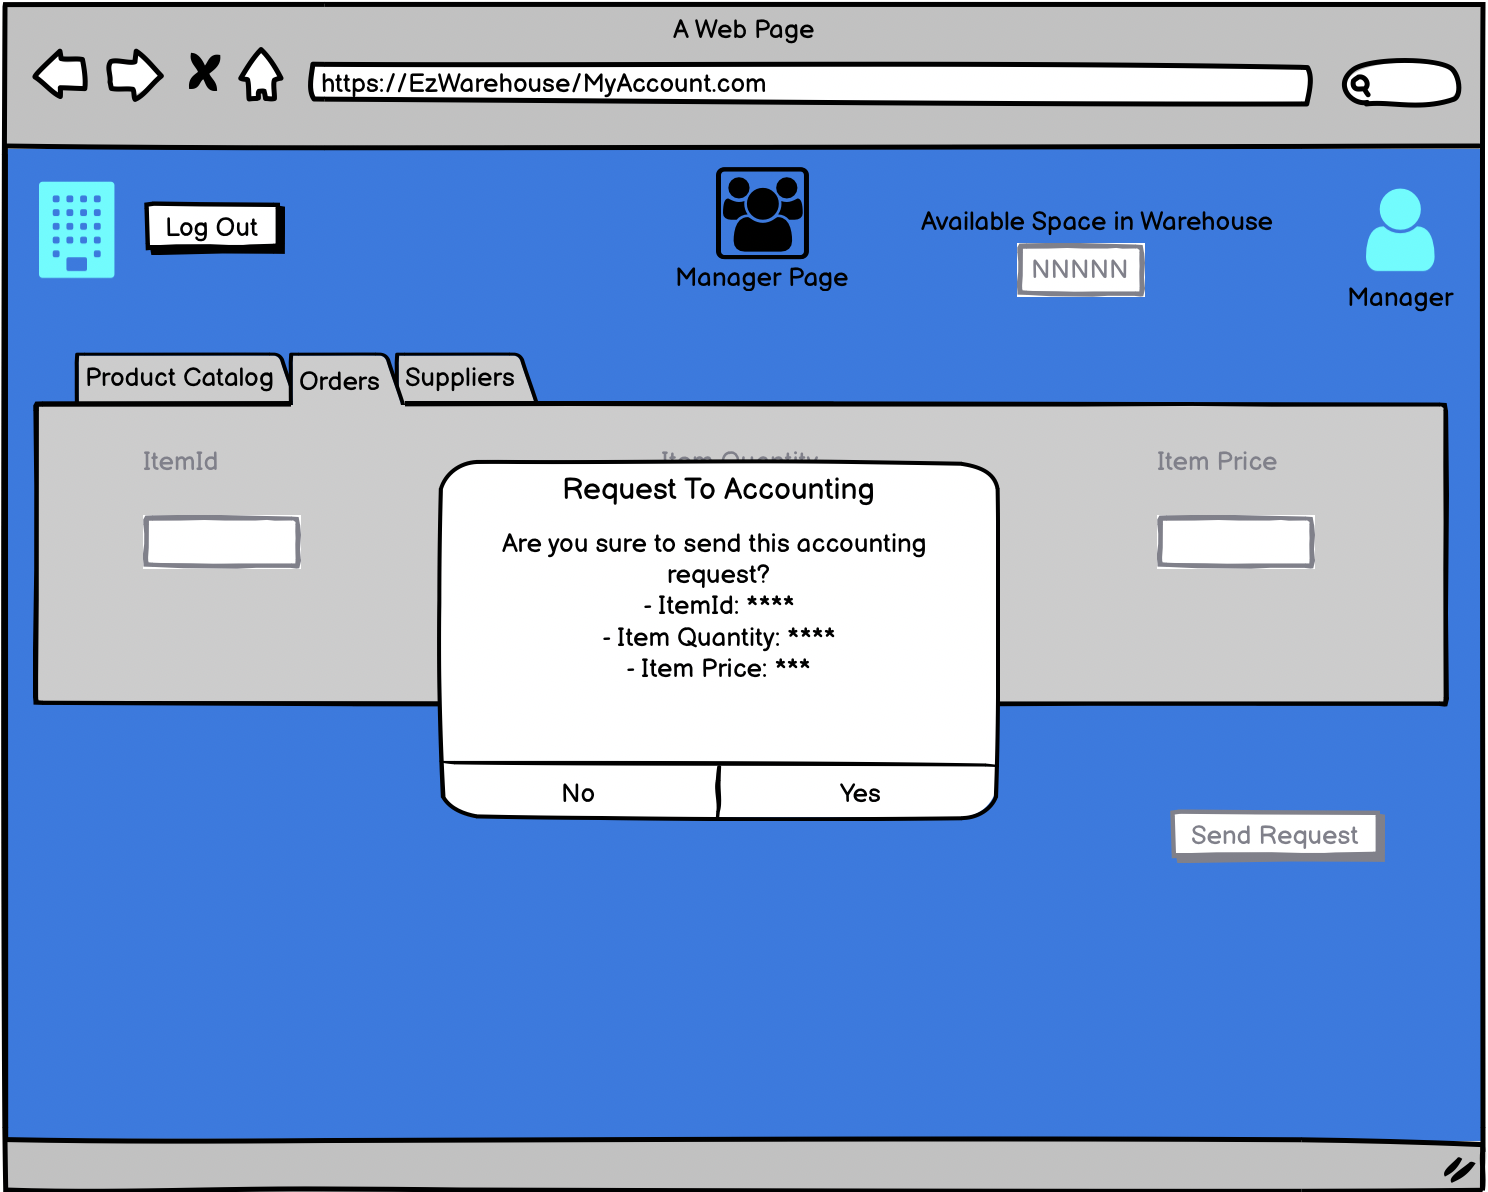 A Web Page
https://EzWarehouse/MyAccount.com
Log Out
Manager Page
Available Space in Warehouse
NNNNN
Manager
Product Catalog
Orders
Suppliers
ItemId
Item Quantity
Item Price
Request To Accounting
Are you sure to send this accounting
request?
- ItemId: ****
- Item Quantity: ****
- Item Price: ***
No
Yes
Send Request